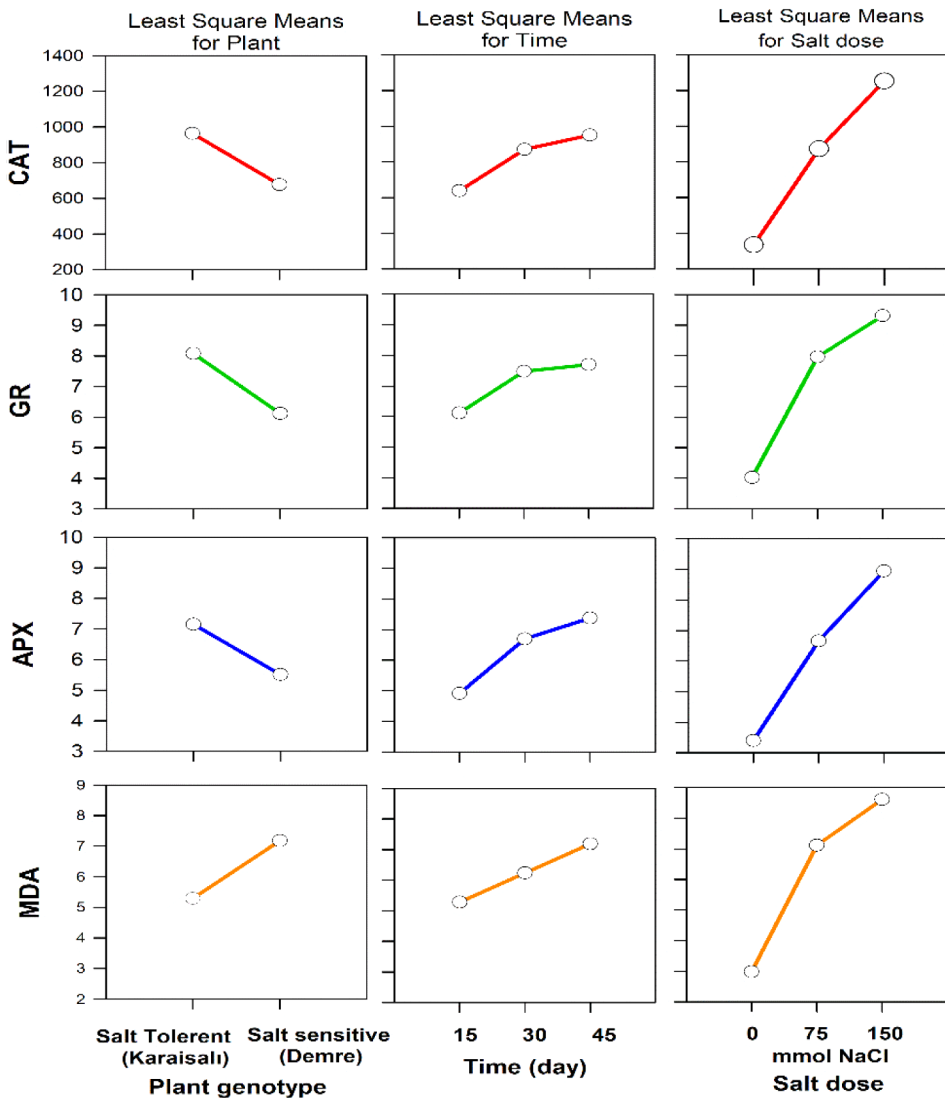 Least Square Means
for Plant
Least Square Means
for Time
Least Square Means
for Salt dose
CAT
1400
1200
1000
800
600
400
200
GR
10
9
8
7
6
5
4
3
APX
10
9
8
7
6
5
4
3
MDA
9
8
7
6
5
4
3
2
Salt Tolerent
(Karaisalı)
Salt sensitive
(Demre)
Plant genotype
15 30 45
Time (day)
0 75 150
mmol NaCl
Salt dose